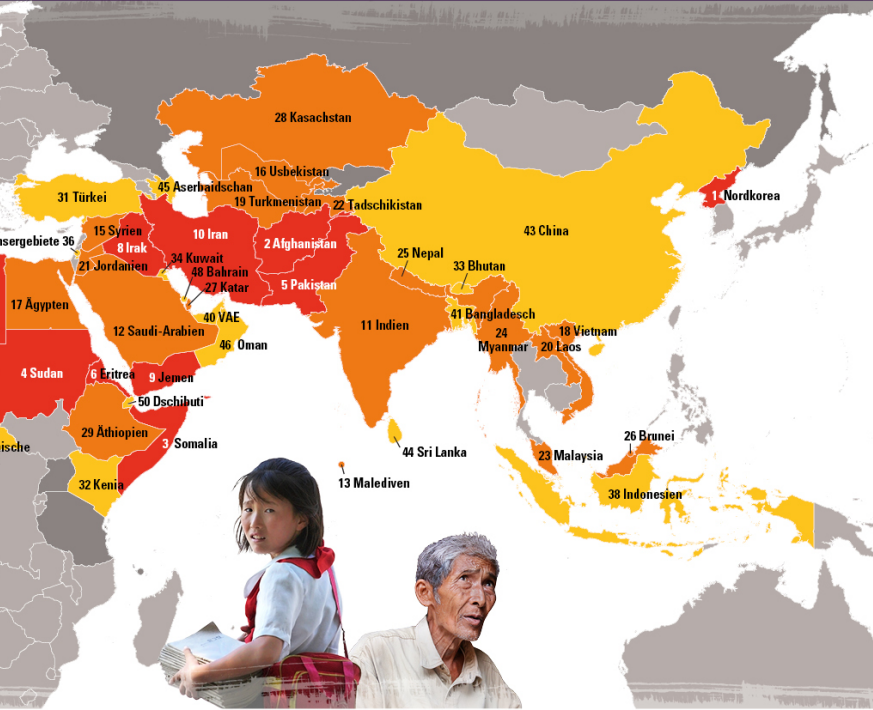 28 Kasachstan
16 Usbekistan
45 Aserbaidschan
31 Türkei
19 Turkmenistan
22 Tadschikistan
1 Nordkorea
15 Syrien
10 Iran
43 China
nsergebiete 36
8 Irak
2 Afghanistan
25 Nepal
34 Kuwait
33 Bhutan
21 Jordanien
48 Bahrain
27 Katar
5 Pakistan
17 Ägypten
40 VAE
41 Bangladesch
11 Indien
12 Saudi-Arabien
18 Vietnam
24
Myanmar
46 Oman
20 Laos
4 Sudan
6 Eritrea
9 Jemen
50 Dschibuti
29 Äthiopien
26 Brunei
3 Somalia
ische
44 Sri Lanka
23 Malaysia
32 Kenia
13 Malediven
38 Indonesien